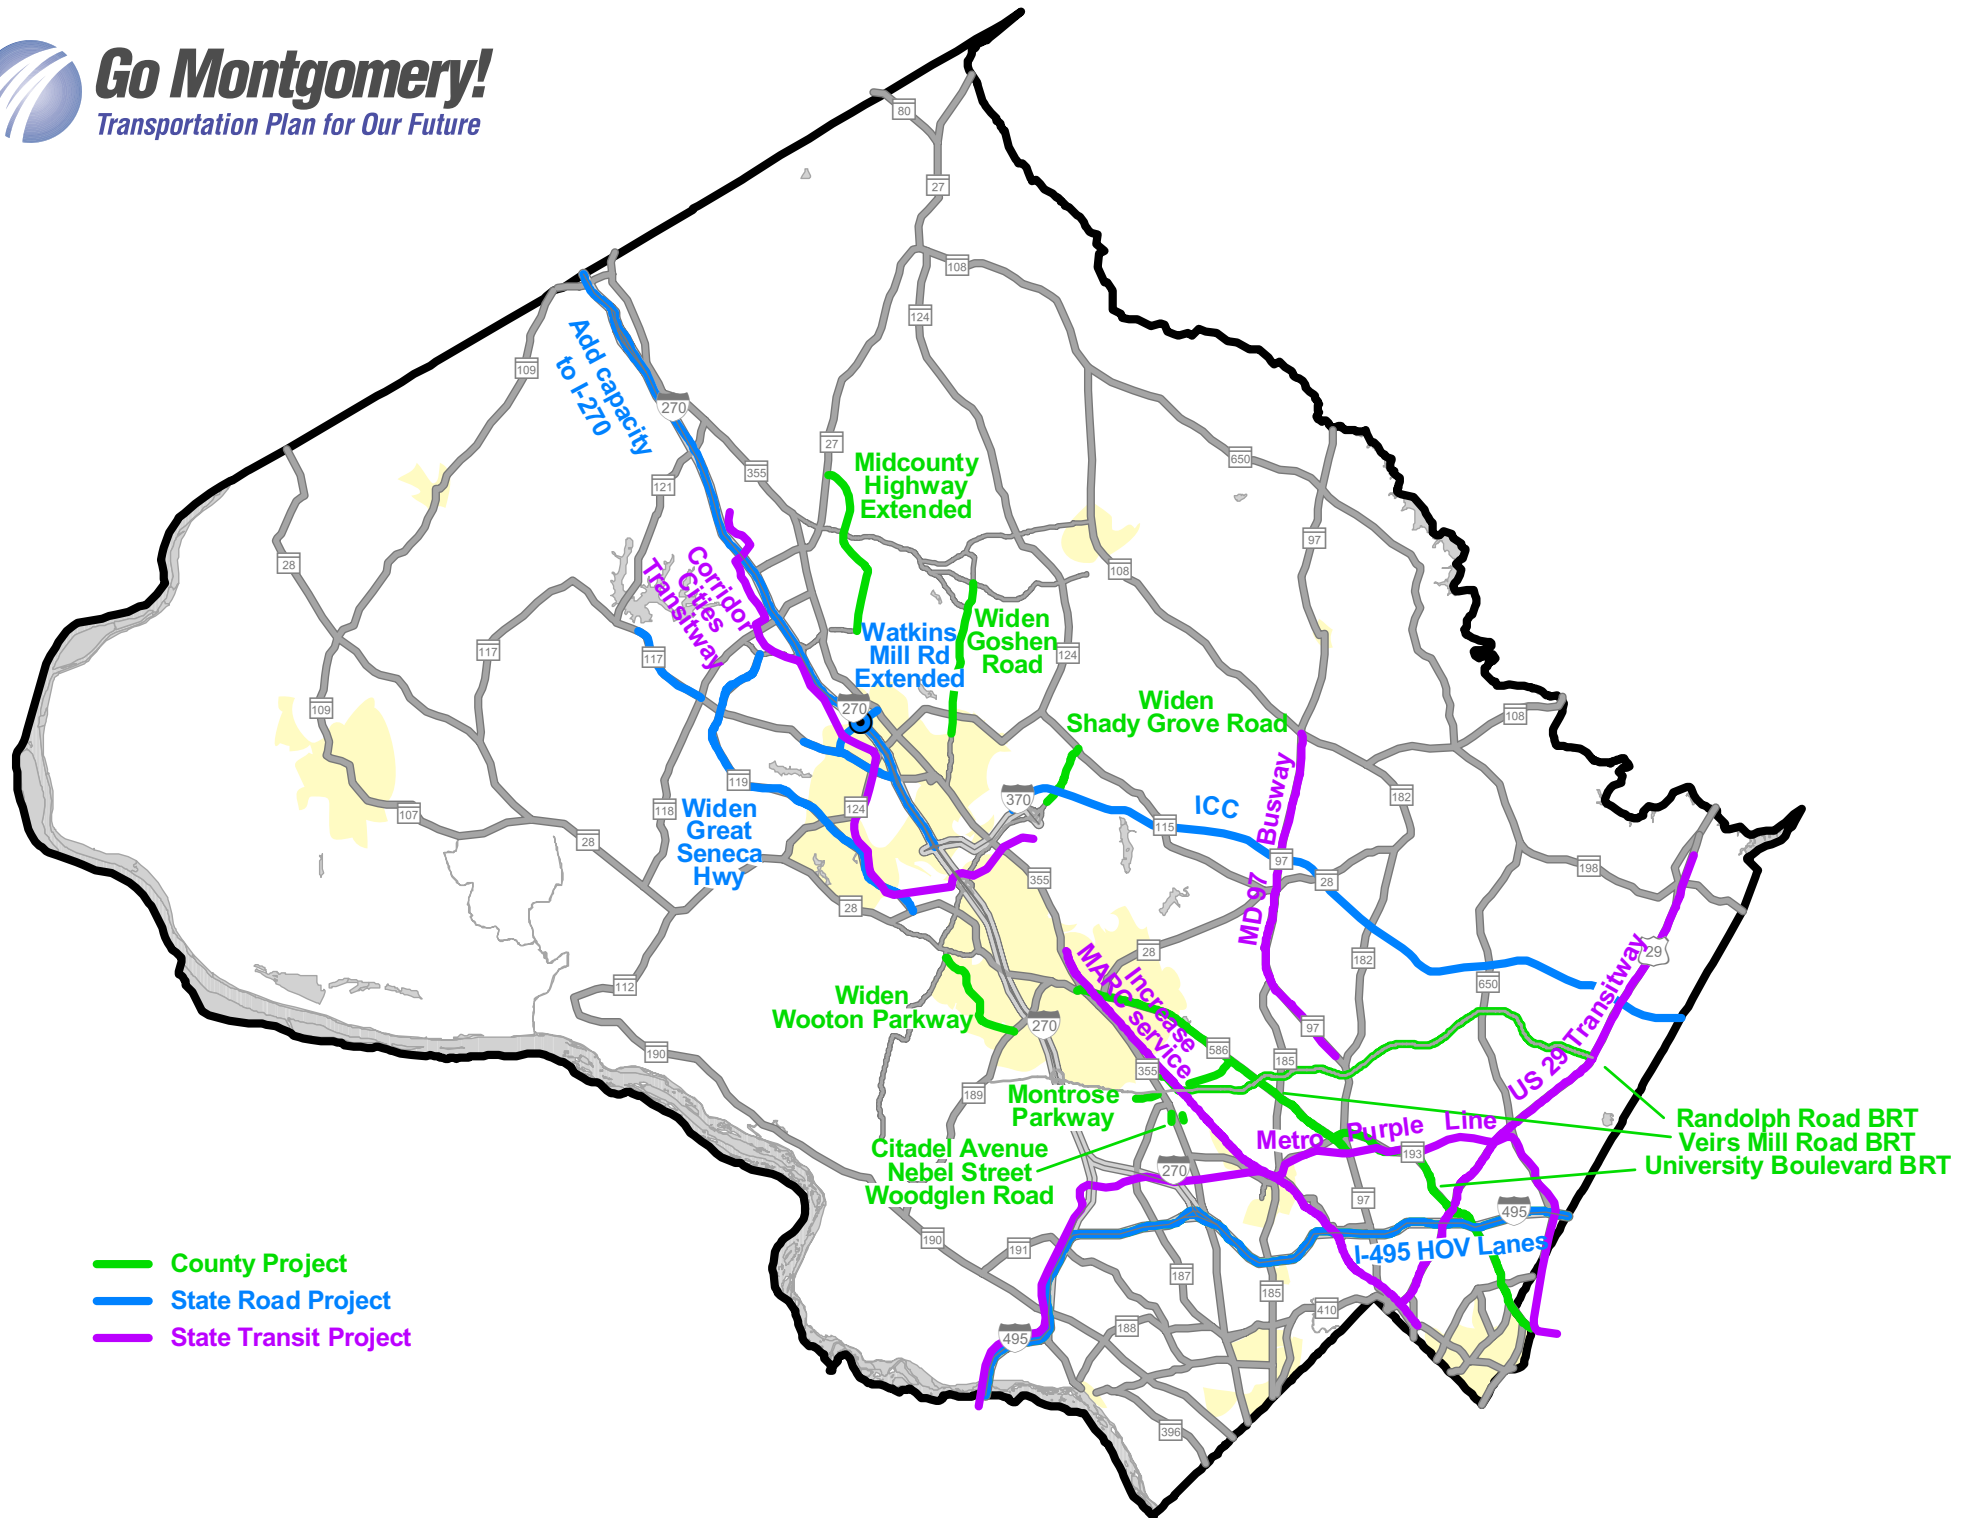 Go Montgomery!
Transportation Plan for Our Future
80
27
108
124
109
Add capacity
to I-270
270
27
355
121
Midcounty
Highway
Extended
650
97
28
108
Corridor
Cities
Transitway
117
117
Watkins
Mill Rd
Extended
Widen
Goshen
Road
124
109
270
Widen
Shady Grove Road
108
119
118
107
28
Widen
Great
Seneca
Hwy
124
370
ICC
115
MD 97 Busway
97
28
182
198
355
28
28
182
29
650
112
Widen
Wooton Parkway
270
Increase
MARC service
586
97
185
US 29 Transitway
190
189
355
Montrose
Parkway
Randolph Road BRT
Veirs Mill Road BRT
University Boulevard BRT
Metro Purple Line
193
Citadel Avenue
Nebel Street
Woodglen Road
270
97
495
190
191
I-495 HOV Lanes
187
185
410
188
495
396
County Project
State Road Project
State Transit Project